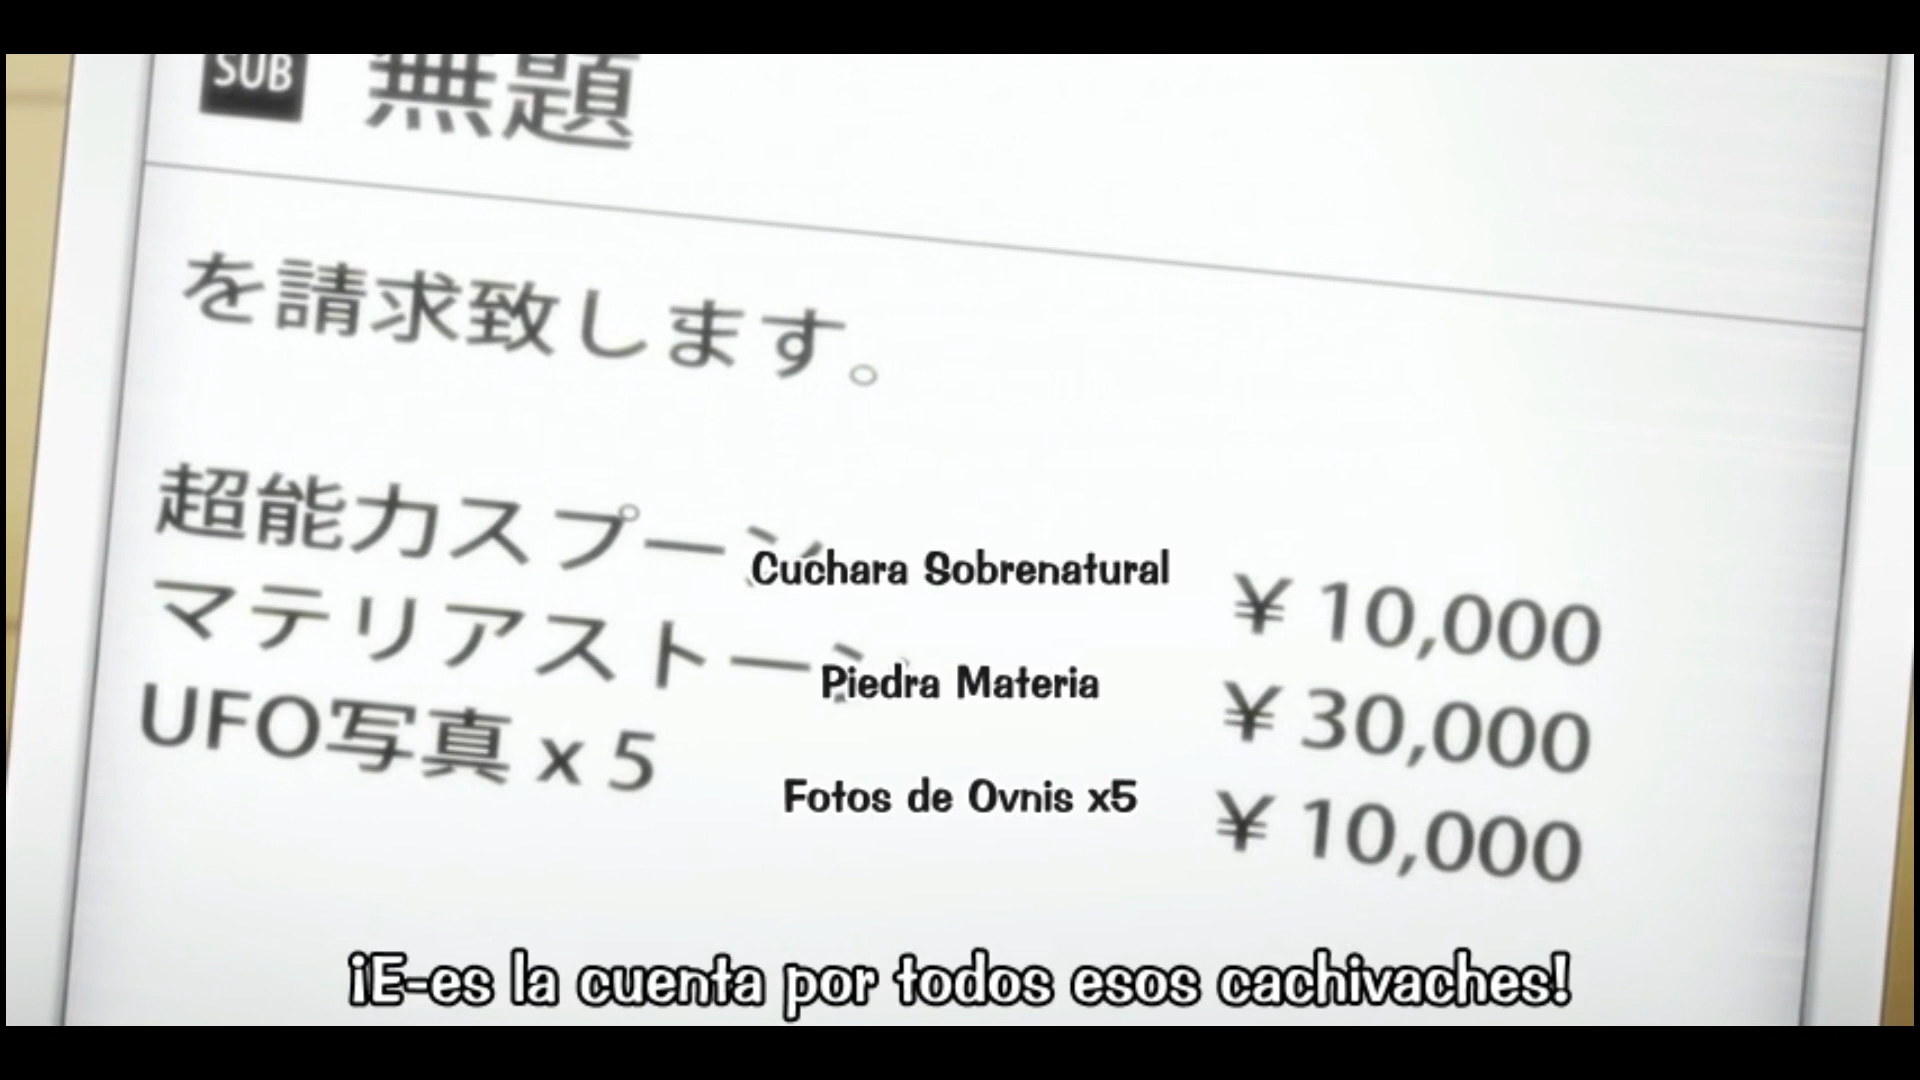 SUB 無題
を請求致します。
超能力スプーン
Cuchara Sobrenatural
¥ 10,000
マテリアストーン
Piedra Materia
¥ 30,000
UFO写真 x 5
Fotos de Ovnis x5
¥ 10,000
¡E-es la cuenta por todos esos cachivaches!